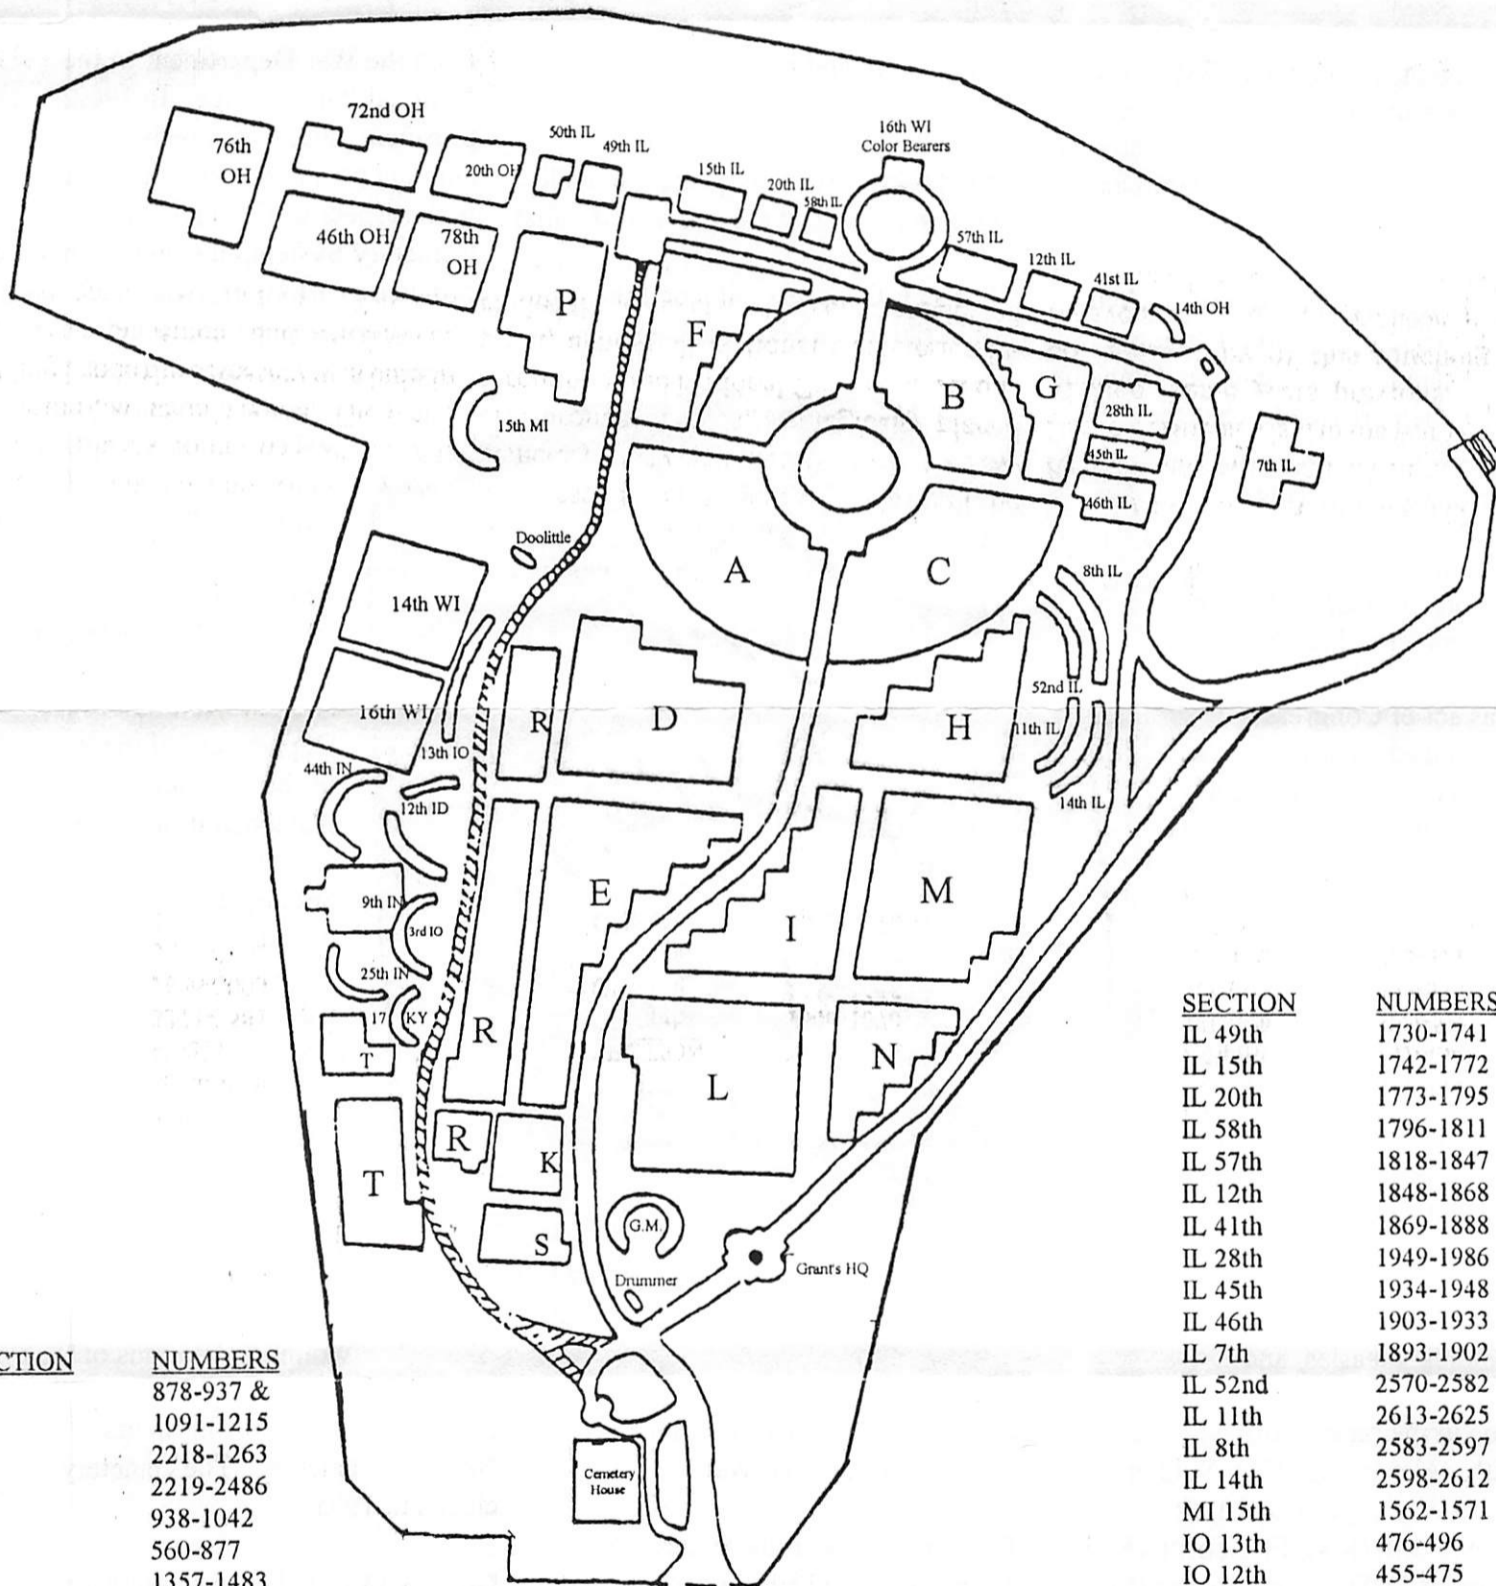 72nd OH
76th
OH
20th OH
50th IL
49th IL
15th IL
20th IL
58th IL
16th WI
Color Bearers
46th OH
78th
OH
57th IL
12th IL
41st IL
14th OH
P
F
B
G
28th IL
45th IL
46th IL
7th IL
15th MI
Doolittle
A
C
8th IL
14th WI
16th WI
13th IO
R
D
H
52nd IL
11th IL
14th IL
44th IN
12th ID
E
I
M
9th IN
3rd IO
25th IN
17 KY
T
R
L
N
T
R
K
S
G.M.
Drummer
Grant's HQ
Cemetery
House
CTION NUMBERS
878-937 &
1091-1215
2218-1263
2219-2486
938-1042
560-877
1357-1483
SECTION NUMBERS
IL 49th 1730-1741
IL 15th 1742-1772
IL 20th 1773-1795
IL 58th 1796-1811
IL 57th 1818-1847
IL 12th 1848-1868
IL 41th 1869-1888
IL 28th 1949-1986
IL 45th 1934-1948
IL 46th 1903-1933
IL 7th 1893-1902
IL 52nd 2570-2582
IL 11th 2613-2625
IL 8th 2583-2597
IL 14th 2598-2612
MI 15th 1562-1571
IO 13th 476-496
IO 12th 455-475